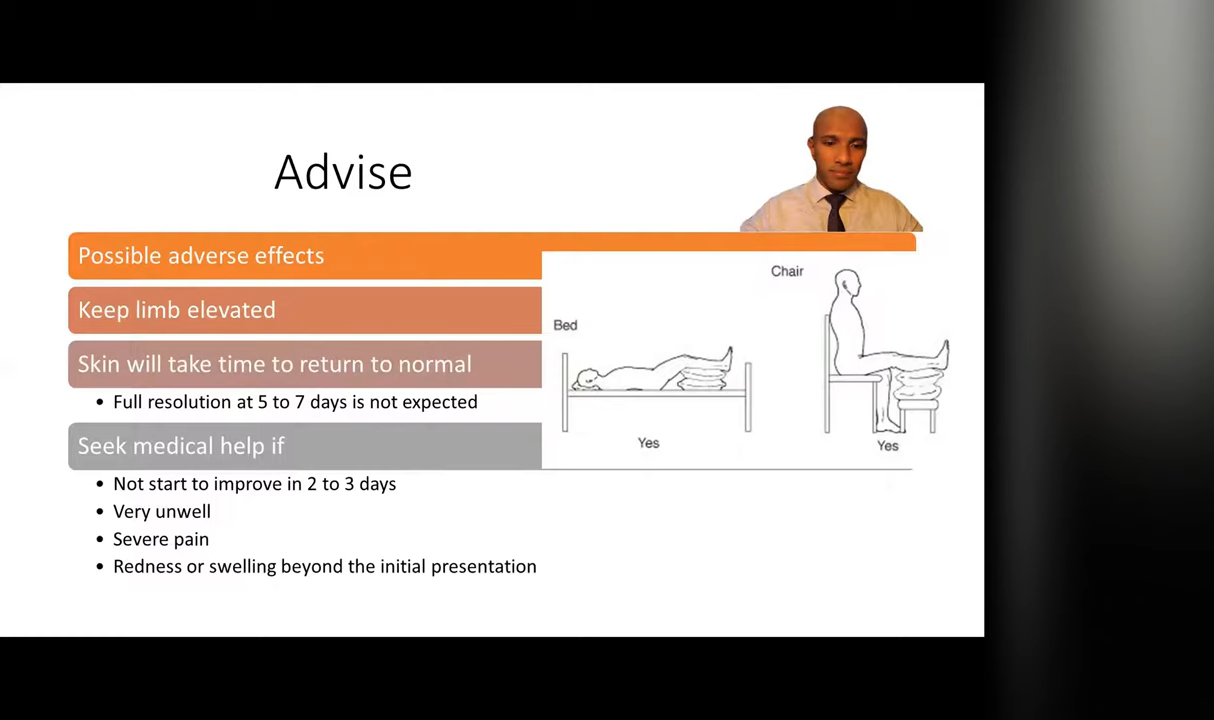 Advise
Possible adverse effects
Keep limb elevated
Skin will take time to return to normal
• Full resolution at 5 to 7 days is not expected
Seek medical help if
• Not start to improve in 2 to 3 days
• Very unwell
• Severe pain
• Redness or swelling beyond the initial presentation
Chair
Bed
Yes
Yes